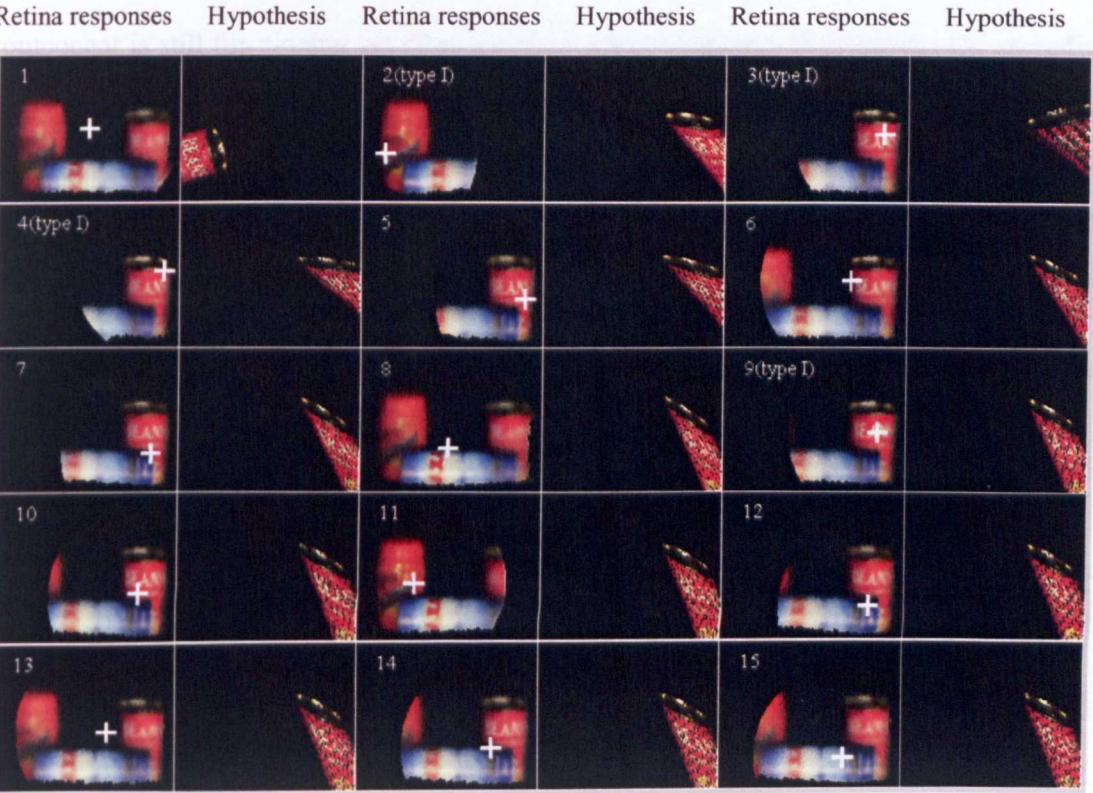 Retina responses Hypothesis Retina responses Hypothesis Retina responses Hypothesis
1 2(type I) 3(type I)
4(type I) 5 6
7 8 9(type I)
10 11 12
13 14 15